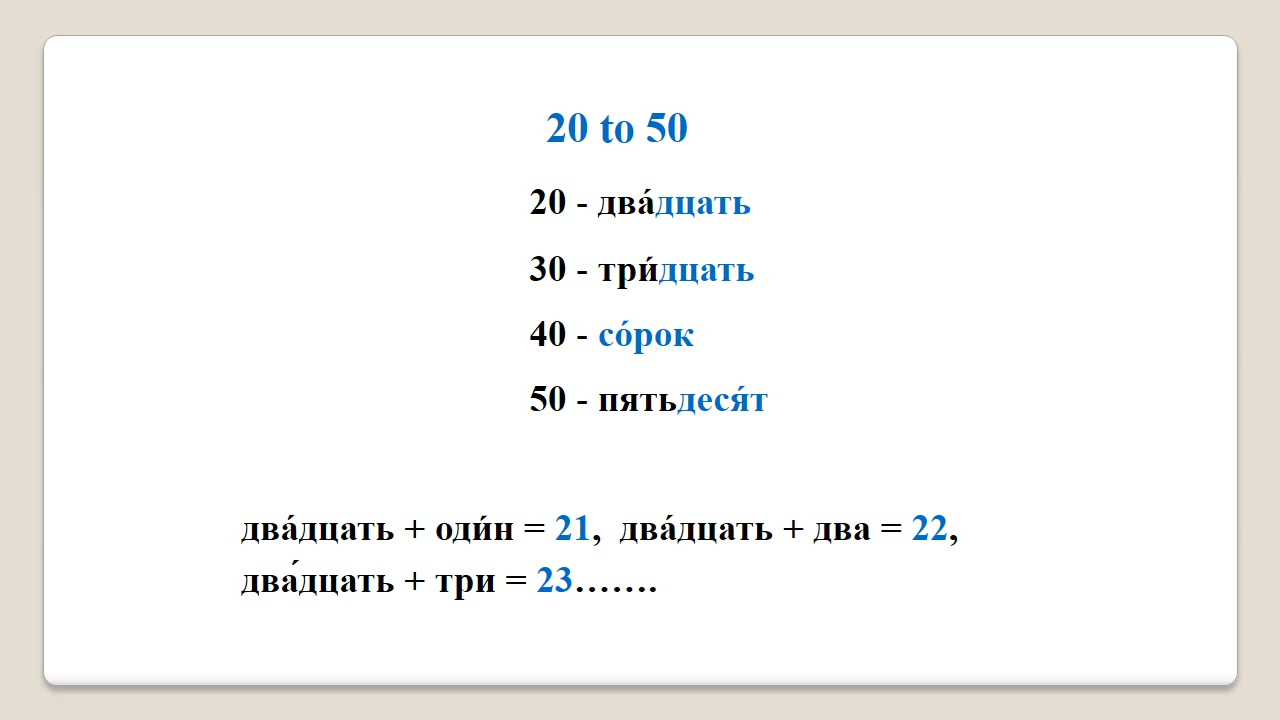 20 to 50
20 - два́дцать
30 - три́дцать
40 - со́рок
50 - пятьдеся́т
два́дцать + оди́н = 21, два́дцать + два = 22,
два́дцать + три = 23…….